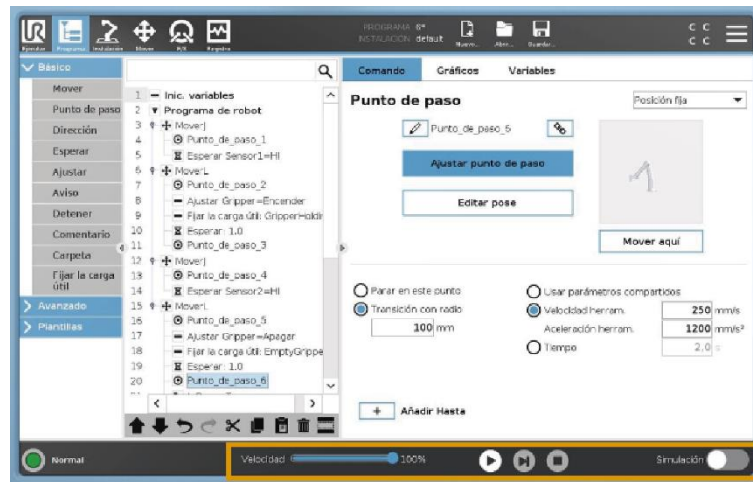 Ejecutar Programa Instalación Mover E/S Registro
PROGRAMA 6*
INSTALACIÓN default
Nuevo... Abrir... Guardar...
C C
C C
Básico
Mover
Punto de paso
Dirección
Esperar
Ajustar
Aviso
Detener
Comentario
Carpeta
Fijar la carga
útil
Avanzado
Plantillas
1 Inic. variables
2 Programa de robot
3 MoverJ
4 Punto_de_paso_1
5 Esperar Sensor1=HI
6 MoverL
7 Punto_de_paso_2
8 Ajustar Gripper=Encender
9 Fijar la carga útil: GripperHoldir
10 Esperar: 1.0
11 Punto_de_paso_3
12 MoverJ
13 Punto_de_paso_4
14 Esperar Sensor2=HI
15 MoverL
16 Punto_de_paso_5
17 Ajustar Gripper=Apagar
18 Fijar la carga útil: EmptyGrippe
19 Esperar: 1.0
20 Punto_de_paso_6
Comando Gráficos Variables
Punto de paso
Posición fija
Punto_de_paso_6
Ajustar punto de paso
Editar pose
Mover aquí
Parar en este punto
Transición con radio
100 mm
Usar parámetros compartidos
Velocidad herram. 250 mm/s
Aceleración herram. 1200 mm/s²
Tiempo 2.0 s
+ Añadir Hasta
Normal
Velocidad 100%
Simulación